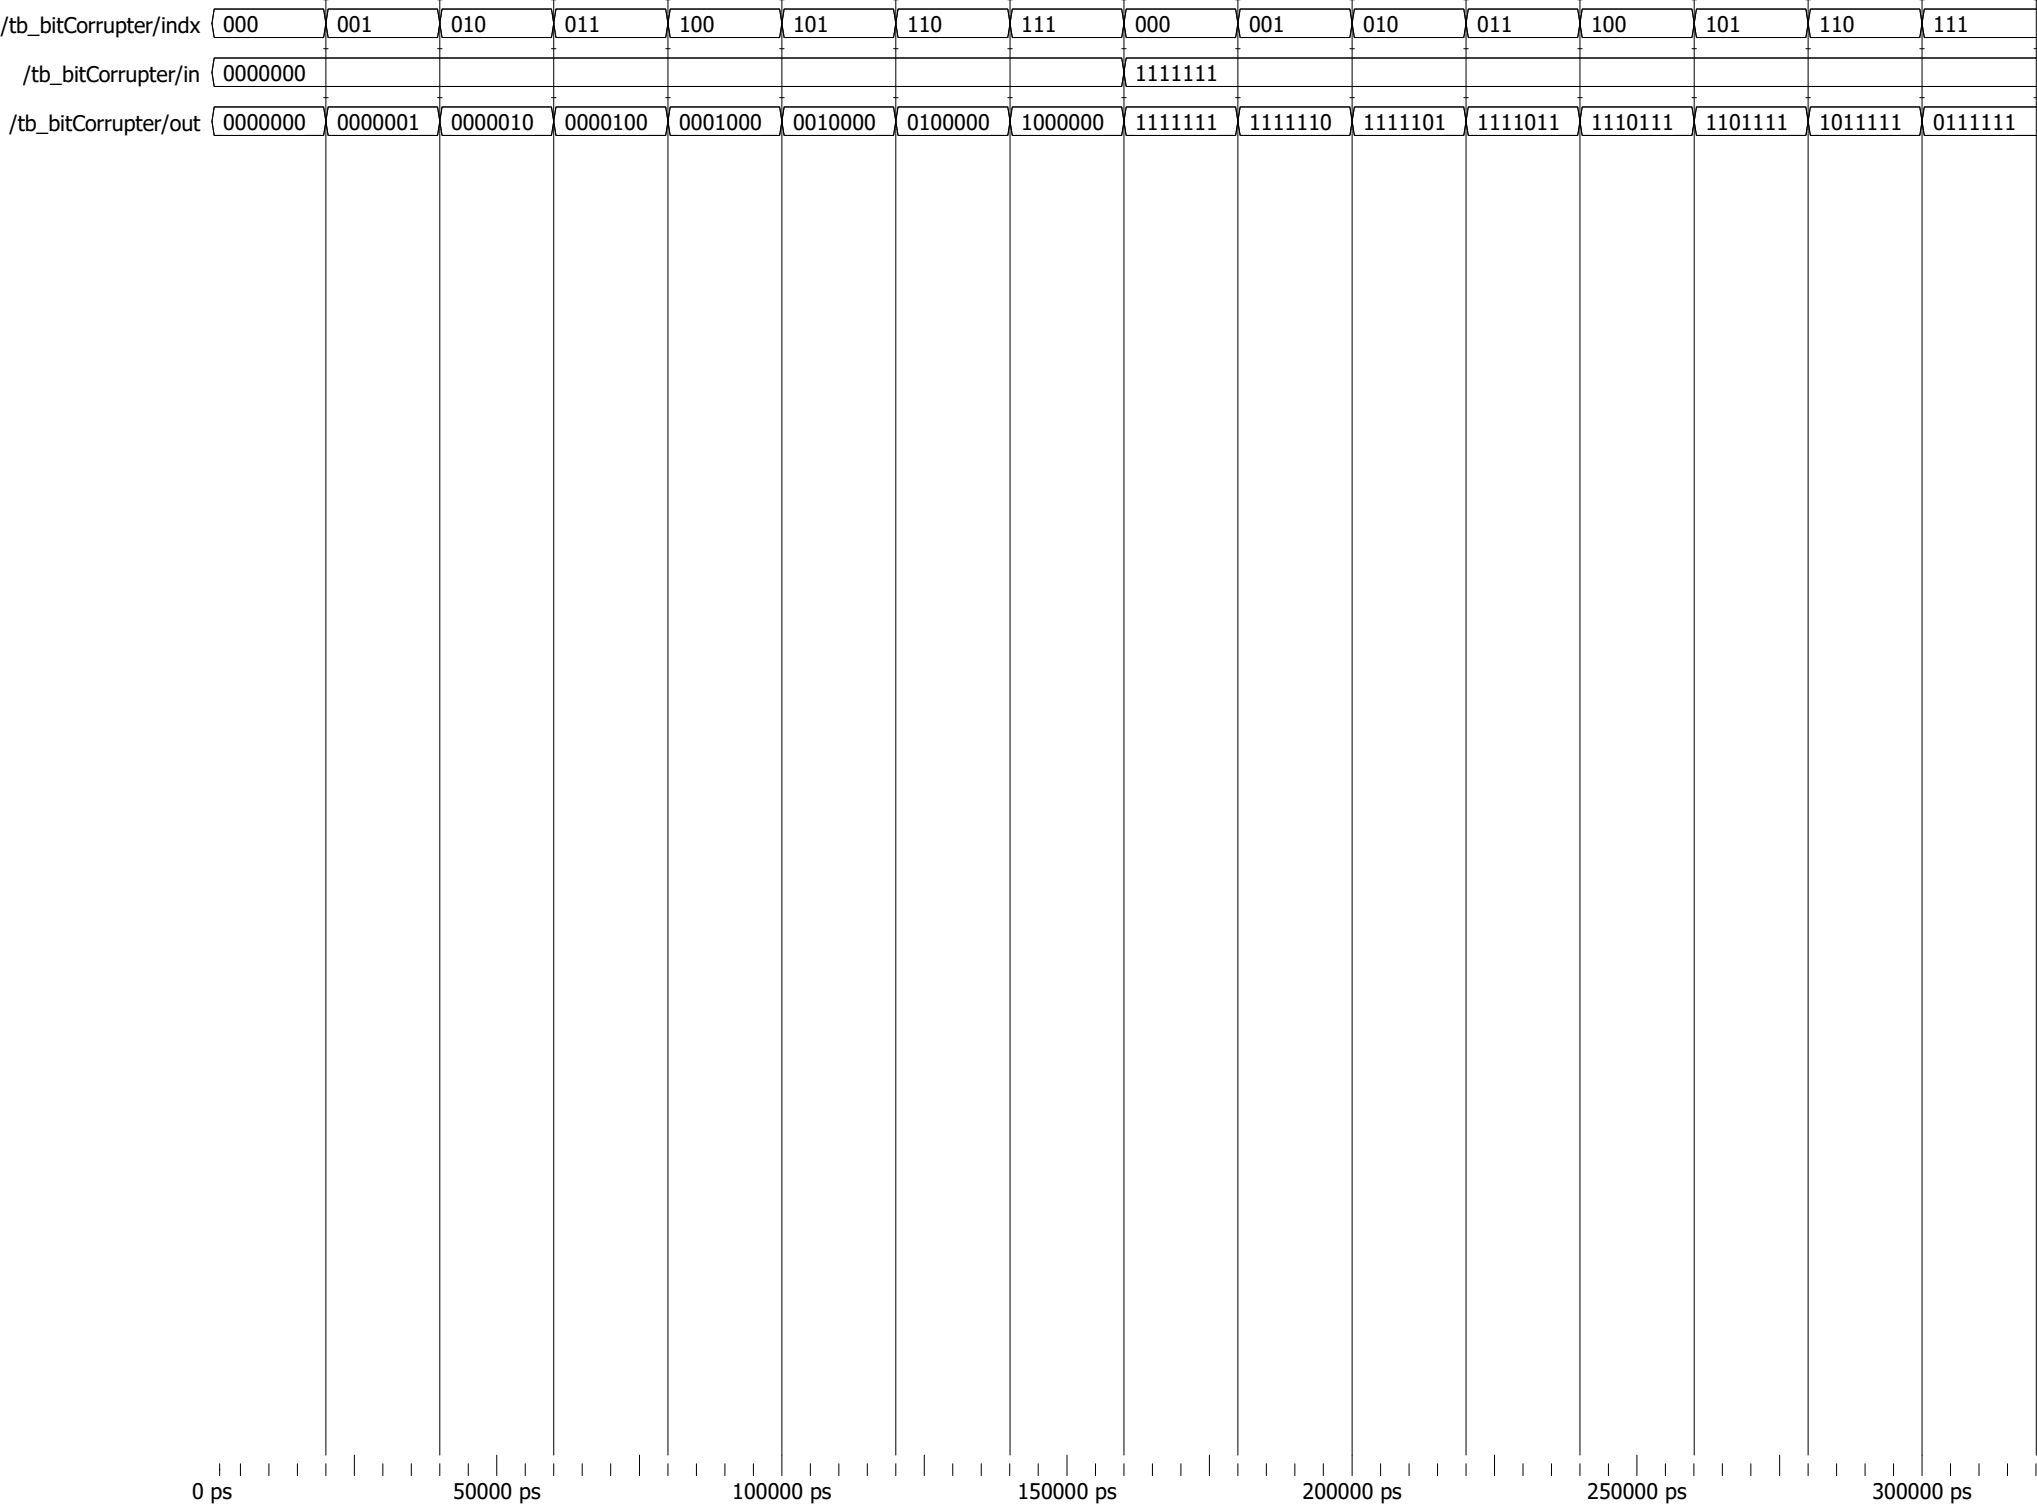 /tb_bitCorrupter/indx 000 001 010 011 100 101 110 111 000 001 010 011 100 101 110 111
/tb_bitCorrupter/in 0000000 1111111
/tb_bitCorrupter/out 0000000 0000001 0000010 0000100 0001000 0010000 0100000 1000000 1111111 1111110 1111101 1111011 1110111 1101111 1011111 0111111
0 ps 50000 ps 100000 ps 150000 ps 200000 ps 250000 ps 300000 ps